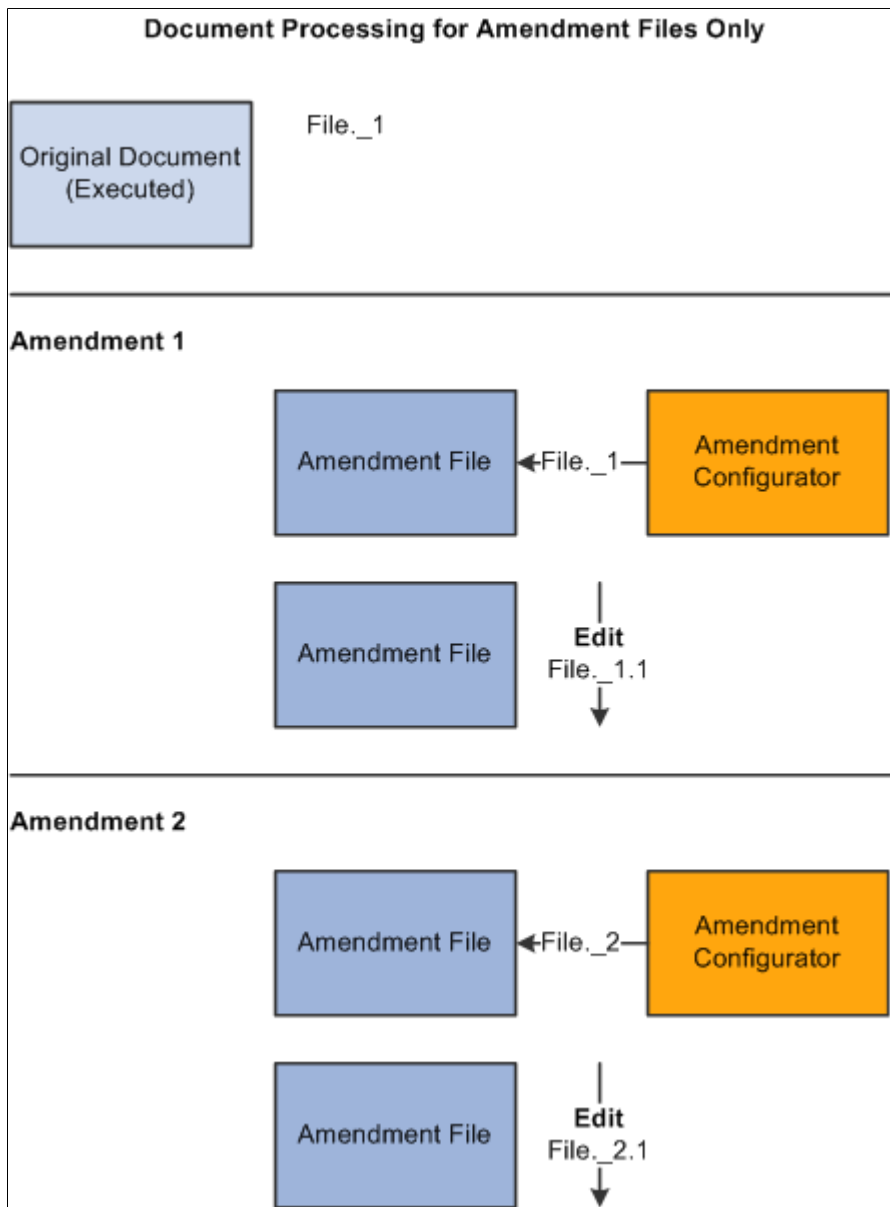 Document Processing for Amendment Files Only
File._1
Original Document
(Executed)
Amendment 1
Amendment File
File._1
Amendment
Configurator
Amendment File
Edit
File._1.1
Amendment 2
Amendment File
File._2
Amendment
Configurator
Amendment File
Edit
File._2.1